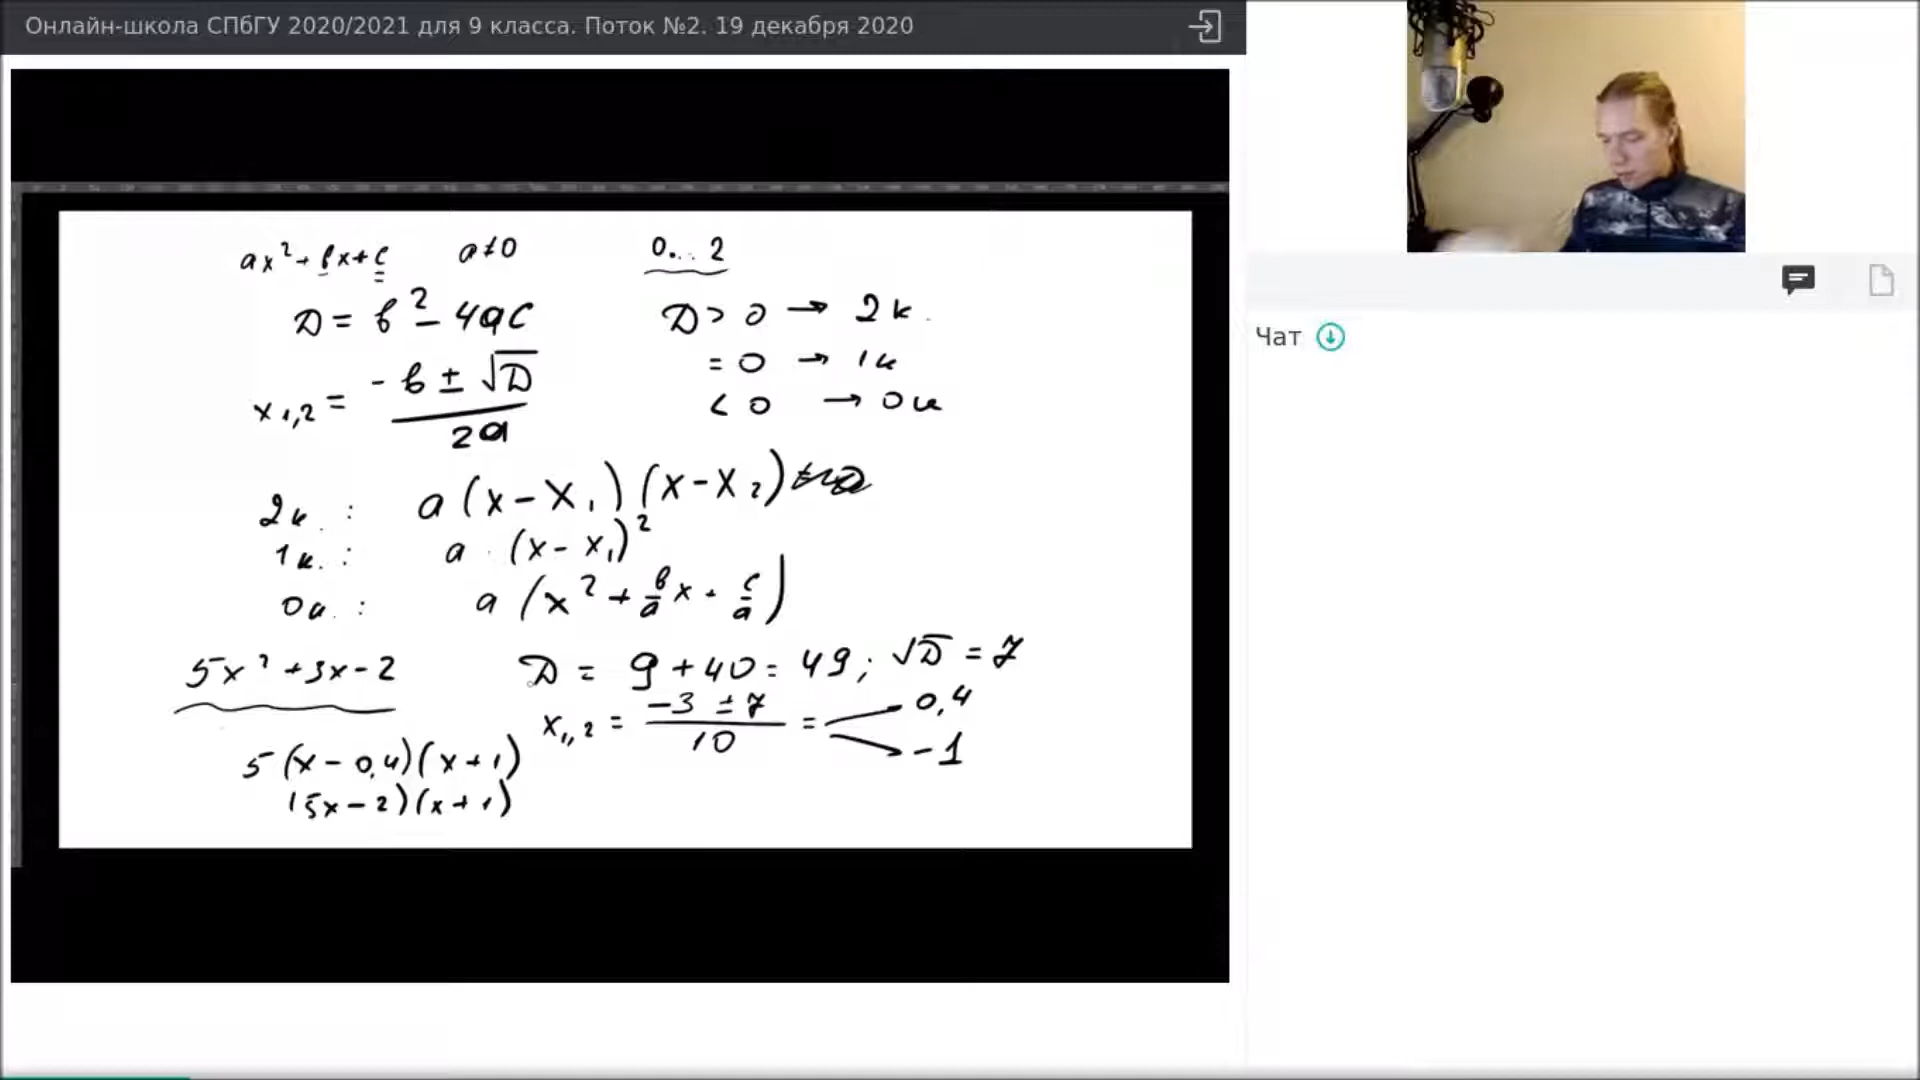 Онлайн-школа СПбГУ 2020/2021 для 9 класса. Поток №2. 19 декабря 2020
ax² + вx + c    a ≠ 0    0... 2
D = в² - 4ac    D > 0 → 2к.
= 0 → 1к
x₁,₂ = (-в ± √D) / 2a    < 0 → 0к
2к. : a(x - x₁)(x - x₂)
1к. : a · (x - x₁)²
0к. : a(x² + в/a x + c/a)
5x² + 3x - 2    D = 9 + 40 = 49; √D = 7
x₁,₂ = (-3 ± 7) / 10 = 0,4
-1
5(x - 0,4)(x + 1)
(5x - 2)(x + 1)
Чат